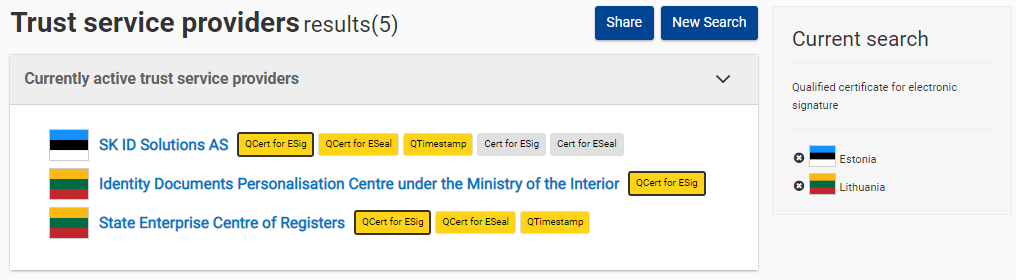 Trust service providers results(5)
Share
New Search
Currently active trust service providers
SK ID Solutions AS QCert for ESig QCert for ESeal QTimestamp Cert for ESig Cert for ESeal
Identity Documents Personalisation Centre under the Ministry of the Interior QCert for ESig
State Enterprise Centre of Registers QCert for ESig QCert for ESeal QTimestamp
Current search
Qualified certificate for electronic
signature
Estonia
Lithuania